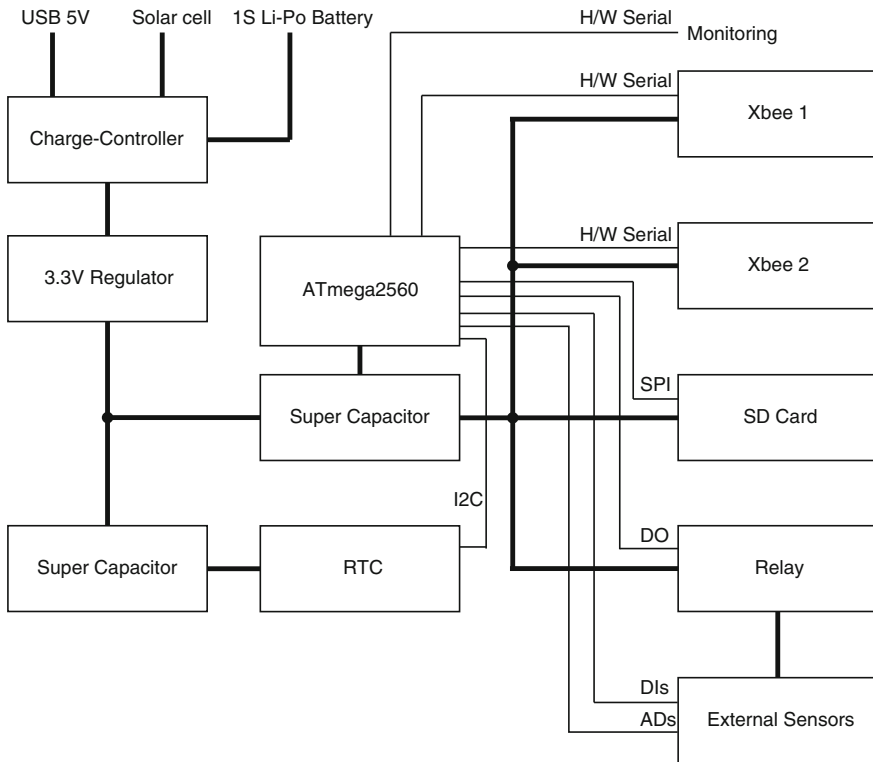 USB 5V
Solar cell
1S Li-Po Battery
H/W Serial
Monitoring
H/W Serial
Xbee 1
Charge-Controller
H/W Serial
Xbee 2
3.3V Regulator
ATmega2560
SPI
SD Card
Super Capacitor
I2C
DO
Relay
Super Capacitor
RTC
DIs
ADs
External Sensors